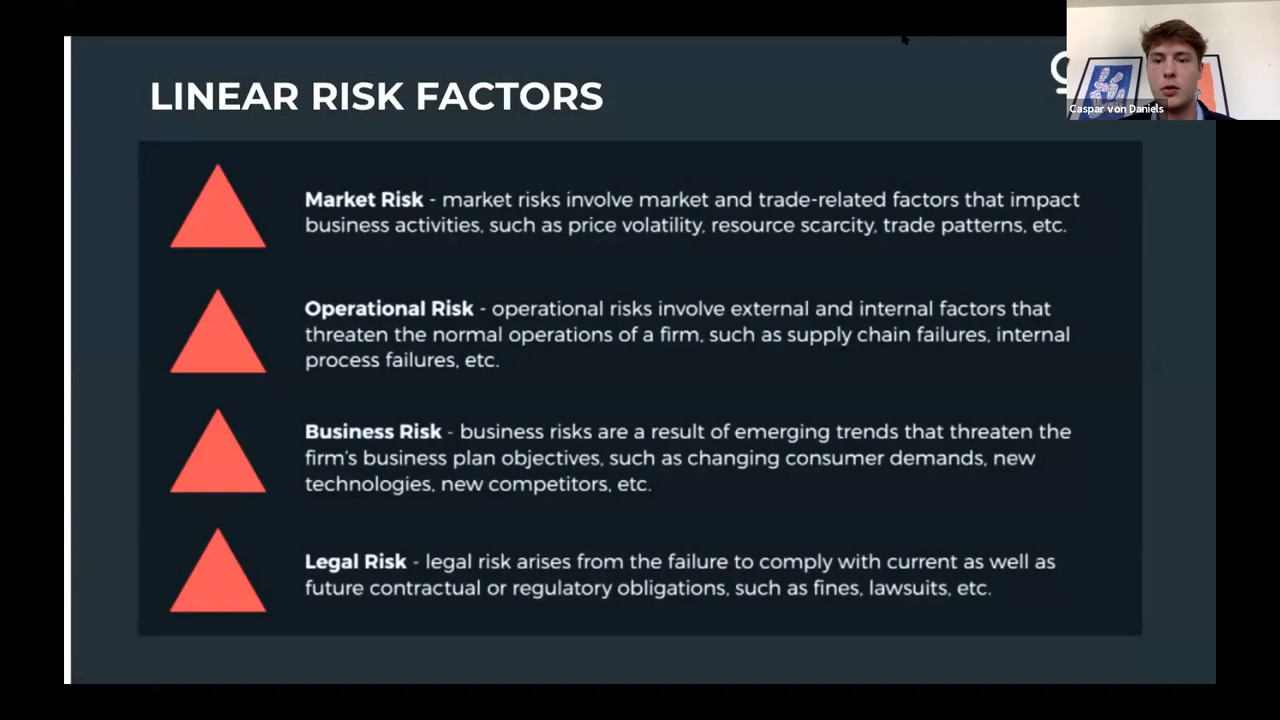 LINEAR RISK FACTORS
Caspar von Daniels
Market Risk - market risks involve market and trade-related factors that impact
business activities, such as price volatility, resource scarcity, trade patterns, etc.
Operational Risk - operational risks involve external and internal factors that
threaten the normal operations of a firm, such as supply chain failures, internal
process failures, etc.
Business Risk - business risks are a result of emerging trends that threaten the
firm's business plan objectives, such as changing consumer demands, new
technologies, new competitors, etc.
Legal Risk - legal risk arises from the failure to comply with current as well as
future contractual or regulatory obligations, such as fines, lawsuits, etc.